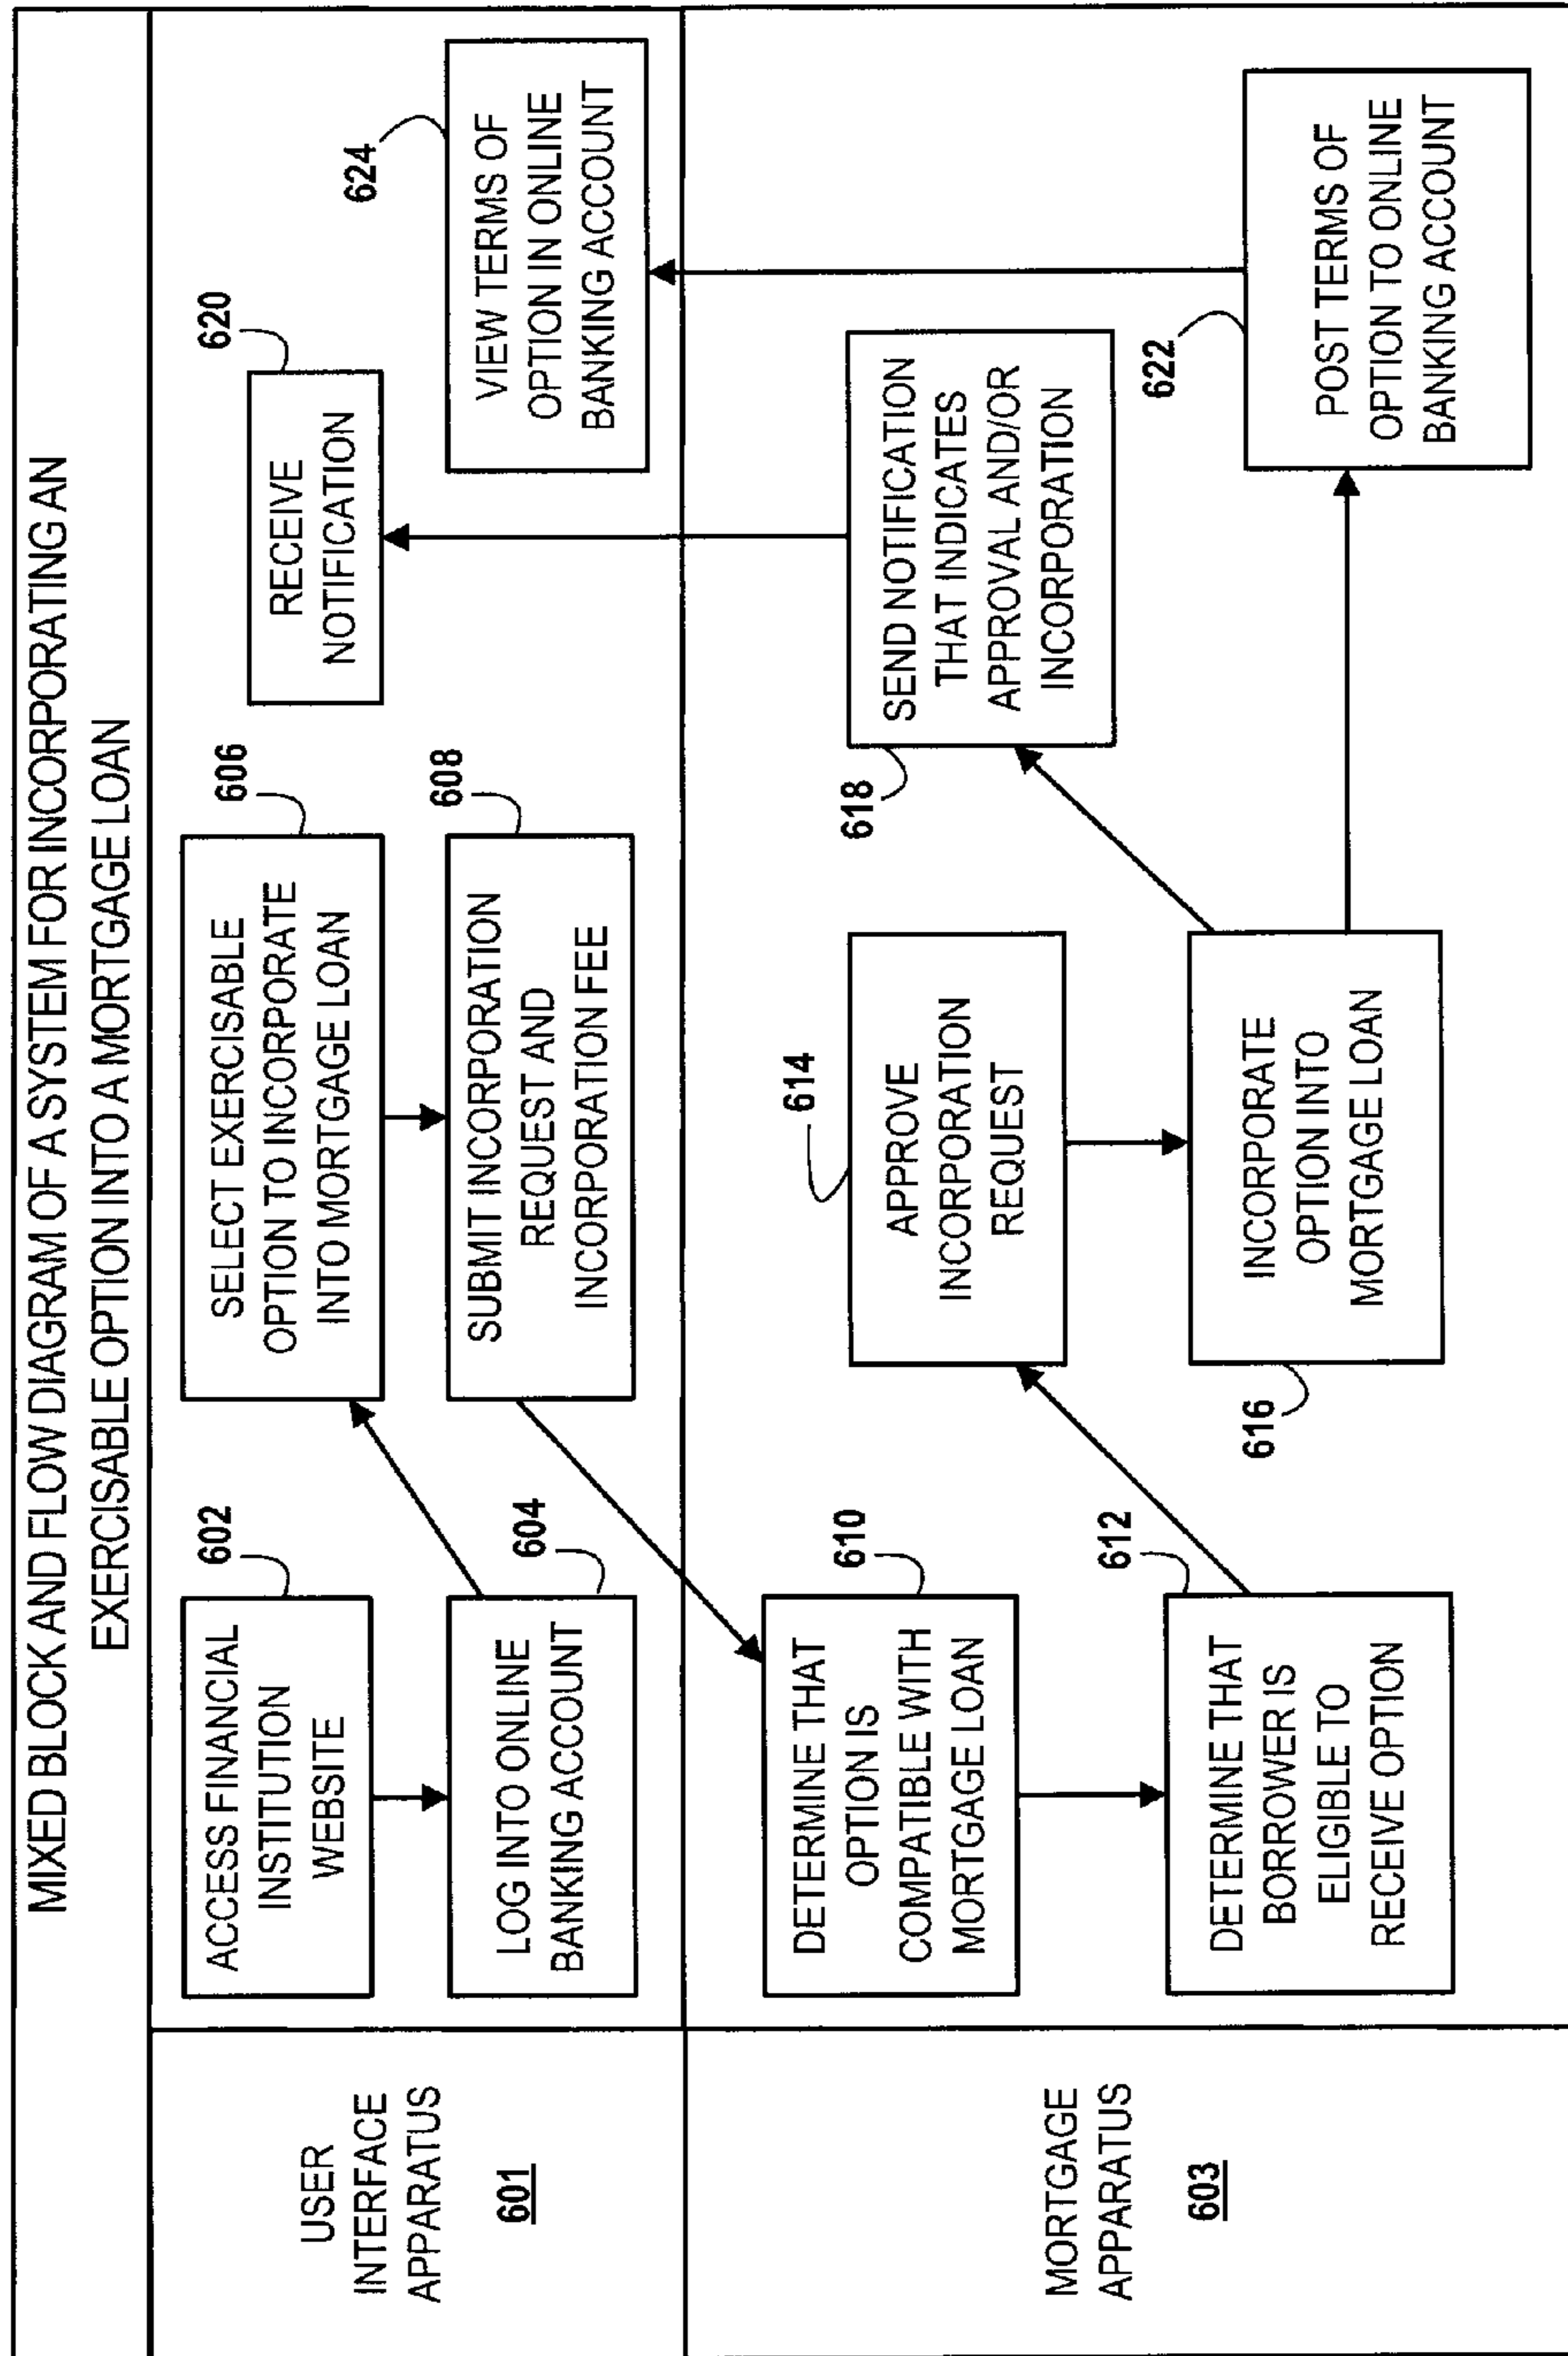 MIXED BLOCK AND FLOW DIAGRAM OF A SYSTEM FOR INCORPORATING AN
EXERCISABLE OPTION INTO A MORTGAGE LOAN
USER
INTERFACE
APPARATUS
601
602
ACCESS FINANCIAL
INSTITUTION
WEBSITE
604
LOG INTO ONLINE
BANKING ACCOUNT
606
SELECT EXERCISABLE
OPTION TO INCORPORATE
INTO MORTGAGE LOAN
608
SUBMIT INCORPORATION
REQUEST AND
INCORPORATION FEE
620
RECEIVE
NOTIFICATION
624
VIEW TERMS OF
OPTION IN ONLINE
BANKING ACCOUNT
MORTGAGE
APPARATUS
603
610
DETERMINE THAT
OPTION IS
COMPATIBLE WITH
MORTGAGE LOAN
612
DETERMINE THAT
BORROWER IS
ELIGIBLE TO
RECEIVE OPTION
614
APPROVE
INCORPORATION
REQUEST
616
INCORPORATE
OPTION INTO
MORTGAGE LOAN
618
SEND NOTIFICATION
THAT INDICATES
APPROVAL AND/OR
INCORPORATION
622
POST TERMS OF
OPTION TO ONLINE
BANKING ACCOUNT